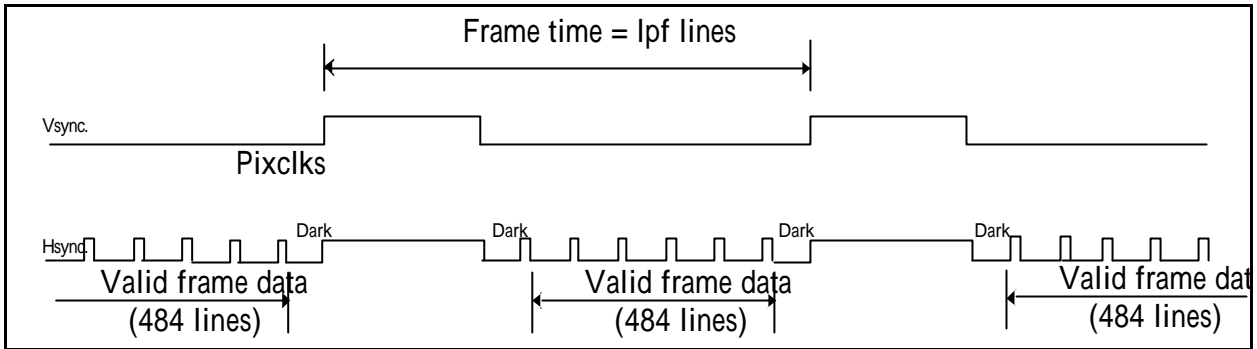 Frame time = lpf lines
Vsync.
Pixclks
Dark Dark Dark Dark
Hsync.
Valid frame data Valid frame data Valid frame dat
(484 lines) (484 lines) (484 lines)